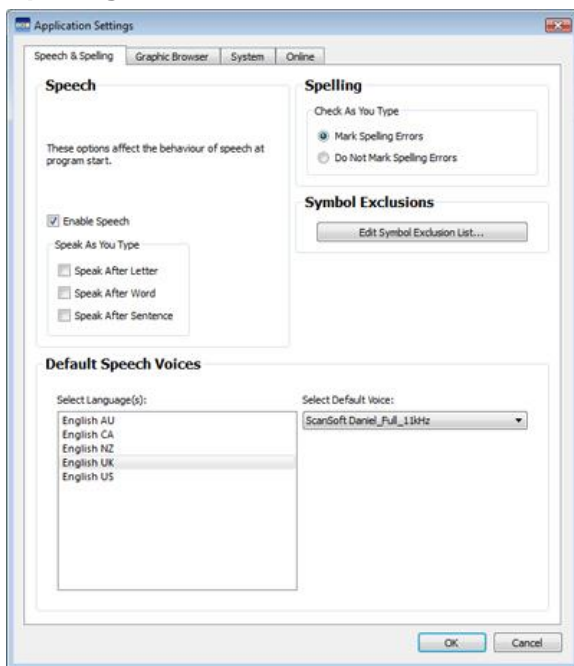 Application Settings
Speech & Spelling
Graphic Browser
System
Online
Speech
These options affect the behaviour of speech at
program start.
Enable Speech
Speak As You Type
Speak After Letter
Speak After Word
Speak After Sentence
Spelling
Check As You Type
Mark Spelling Errors
Do Not Mark Spelling Errors
Symbol Exclusions
Edit Symbol Exclusion List...
Default Speech Voices
Select Language(s):
English AU
English CA
English NZ
English UK
English US
Select Default Voice:
ScanSoft Daniel_Full_11kHz
OK
Cancel